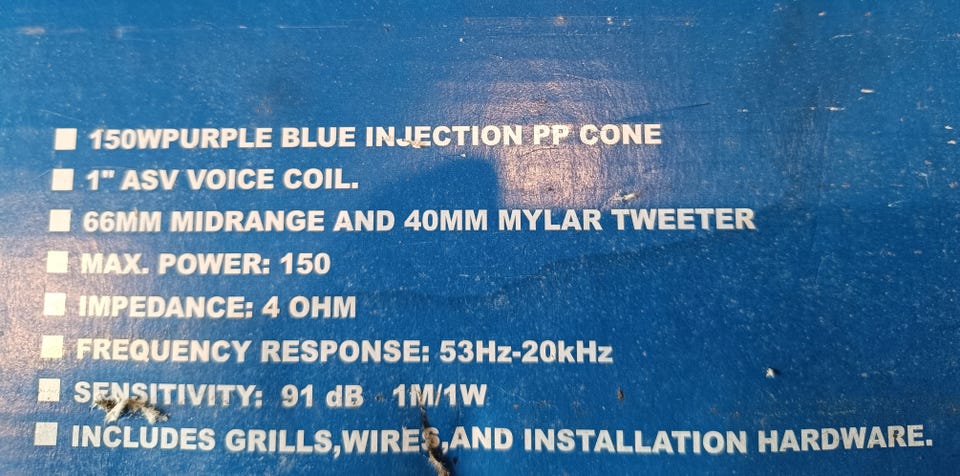 150WPURPLE BLUE INJECTION PP CONE
1" ASV VOICE COIL.
66MM MIDRANGE AND 40MM MYLAR TWEETER
MAX. POWER: 150
IMPEDANCE: 4 OHM
FREQUENCY RESPONSE: 53Hz-20kHz
SENSITIVITY: 91 dB 1M/1W
INCLUDES GRILLS,WIRES,AND INSTALLATION HARDWARE.